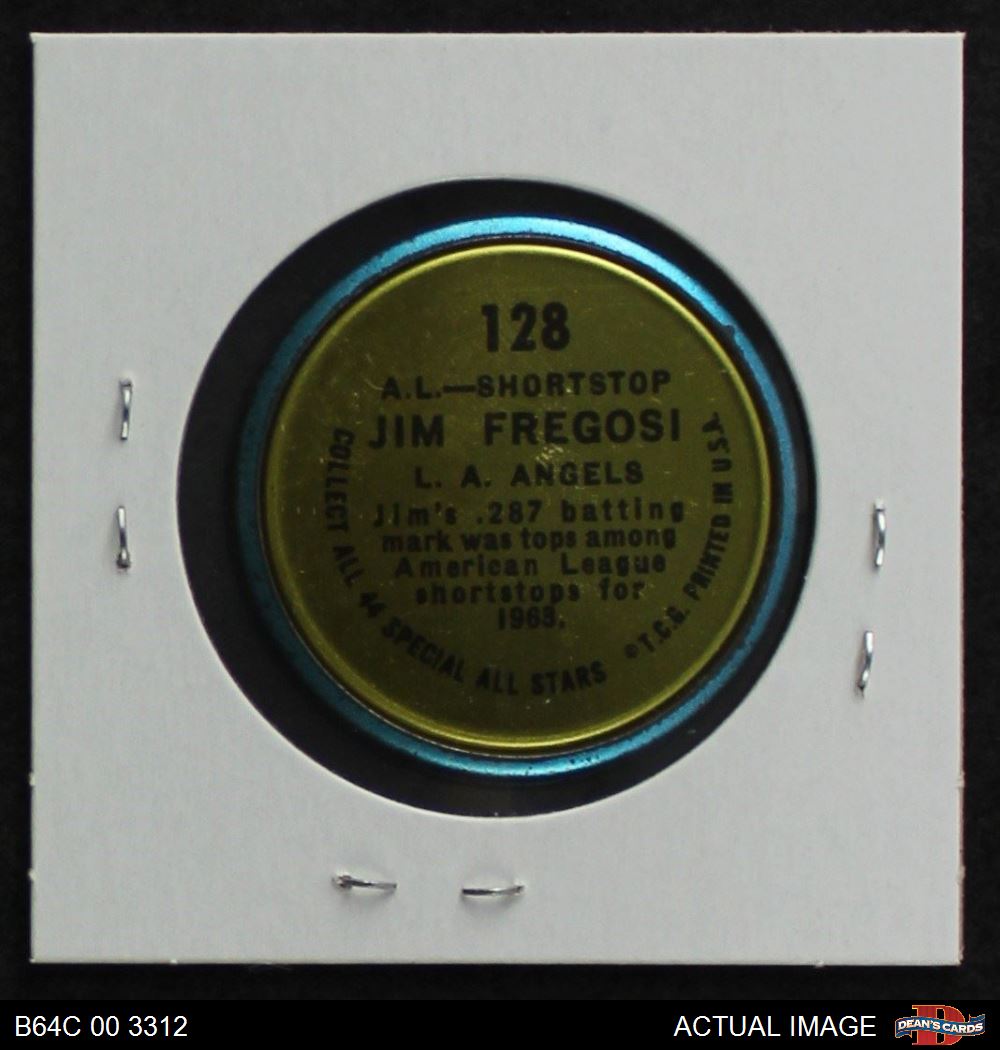 128
A.L.—SHORTSTOP
JIM FREGOSI
L. A. ANGELS
Jim's .287 batting
mark was tops among
American League
shortstops for
1963.
COLLECT ALL 44 SPECIAL ALL STARS
©T.C.G. PRINTED IN USA
B64C 00 3312
ACTUAL IMAGE
DEAN'S CARDS